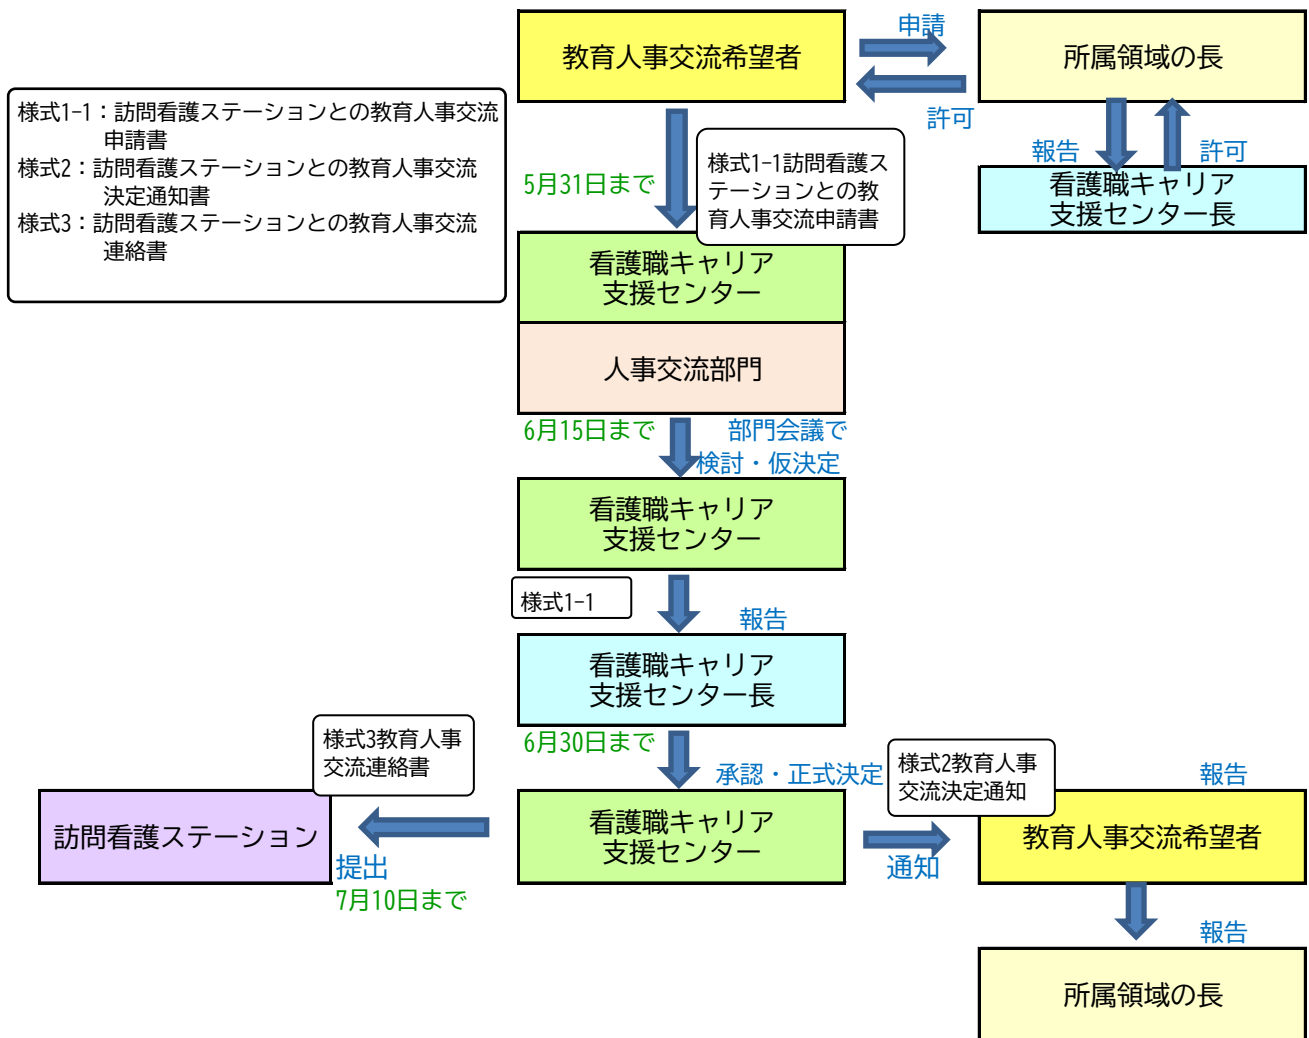 教育人事交流希望者
申請
許可
所属領域の長
報告
許可
看護職キャリア
支援センター長
様式1-1：訪問看護ステーションとの教育人事交流
申請書
様式2：訪問看護ステーションとの教育人事交流
決定通知書
様式3：訪問看護ステーションとの教育人事交流
連絡書
5月31日まで
様式1-1訪問看護ス
テーションとの教
育人事交流申請書
看護職キャリア
支援センター
人事交流部門
6月15日まで
部門会議で
検討・仮決定
看護職キャリア
支援センター
様式1-1
報告
看護職キャリア
支援センター長
6月30日まで
承認・正式決定
様式3教育人事
交流連絡書
様式2教育人事
交流決定通知
報告
訪問看護ステーション
提出
7月10日まで
看護職キャリア
支援センター
通知
教育人事交流希望者
報告
所属領域の長